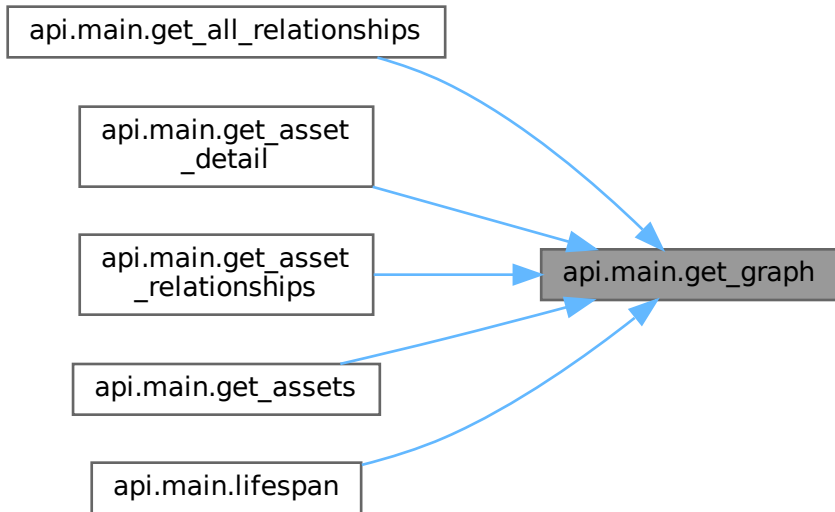 api.main.get_all_relationships
api.main.get_asset
_detail
api.main.get_asset
_relationships
api.main.get_graph
api.main.get_assets
api.main.lifespan